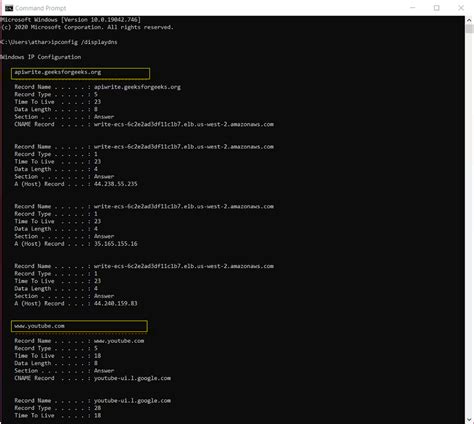 Command Prompt
Microsoft Windows [Version 10.0.19042.746]
(c) 2020 Microsoft Corporation. All rights reserved.
C:\Users\athar>ipconfig /displaydns
Windows IP Configuration
apiwrite.geeksforgeeks.org
Record Name . . . . . : apiwrite.geeksforgeeks.org
Record Type . . . . . : 5
Time To Live  . . . . : 23
Data Length . . . . . : 8
Section . . . . . . . : Answer
CNAME Record  . . . . : write-ecs-6c2e2ad3df11c1b7.elb.us-west-2.amazonaws.com
Record Name . . . . . : write-ecs-6c2e2ad3df11c1b7.elb.us-west-2.amazonaws.com
Record Type . . . . . : 1
Time To Live  . . . . : 23
Data Length . . . . . : 4
Section . . . . . . . : Answer
A (Host) Record . . . : 44.238.55.235
Record Name . . . . . : write-ecs-6c2e2ad3df11c1b7.elb.us-west-2.amazonaws.com
Record Type . . . . . : 1
Time To Live  . . . . : 23
Data Length . . . . . : 4
Section . . . . . . . : Answer
A (Host) Record . . . : 35.165.155.16
Record Name . . . . . : write-ecs-6c2e2ad3df11c1b7.elb.us-west-2.amazonaws.com
Record Type . . . . . : 1
Time To Live  . . . . : 23
Data Length . . . . . : 4
Section . . . . . . . : Answer
A (Host) Record . . . : 44.240.159.83
www.youtube.com
Record Name . . . . . : www.youtube.com
Record Type . . . . . : 5
Time To Live  . . . . : 18
Data Length . . . . . : 8
Section . . . . . . . : Answer
CNAME Record  . . . . : youtube-ui.l.google.com
Record Name . . . . . : youtube-ui.l.google.com
Record Type . . . . . : 28
Time To Live  . . . . : 18